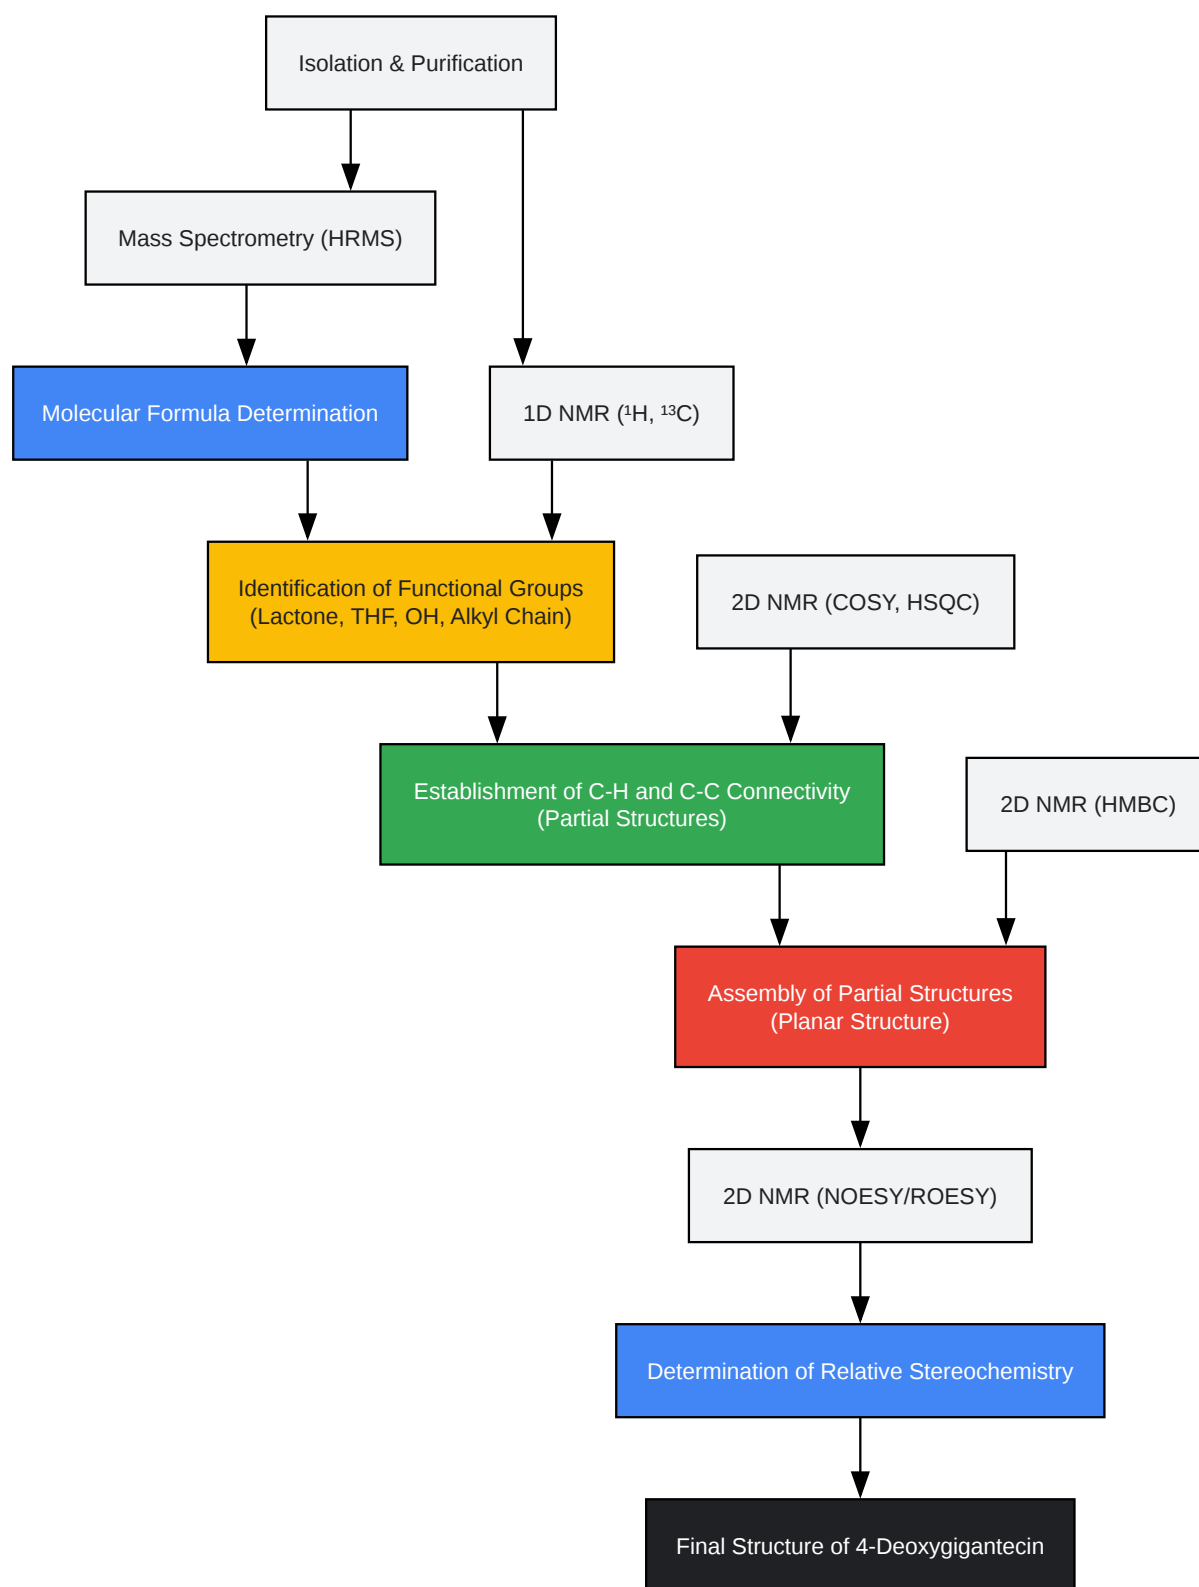 Isolation & Purification
Mass Spectrometry (HRMS)
Molecular Formula Determination
1D NMR (¹H, ¹³C)
Identification of Functional Groups
(Lactone, THF, OH, Alkyl Chain)
2D NMR (COSY, HSQC)
Establishment of C-H and C-C Connectivity
(Partial Structures)
2D NMR (HMBC)
Assembly of Partial Structures
(Planar Structure)
2D NMR (NOESY/ROESY)
Determination of Relative Stereochemistry
Final Structure of 4-Deoxygigantecin